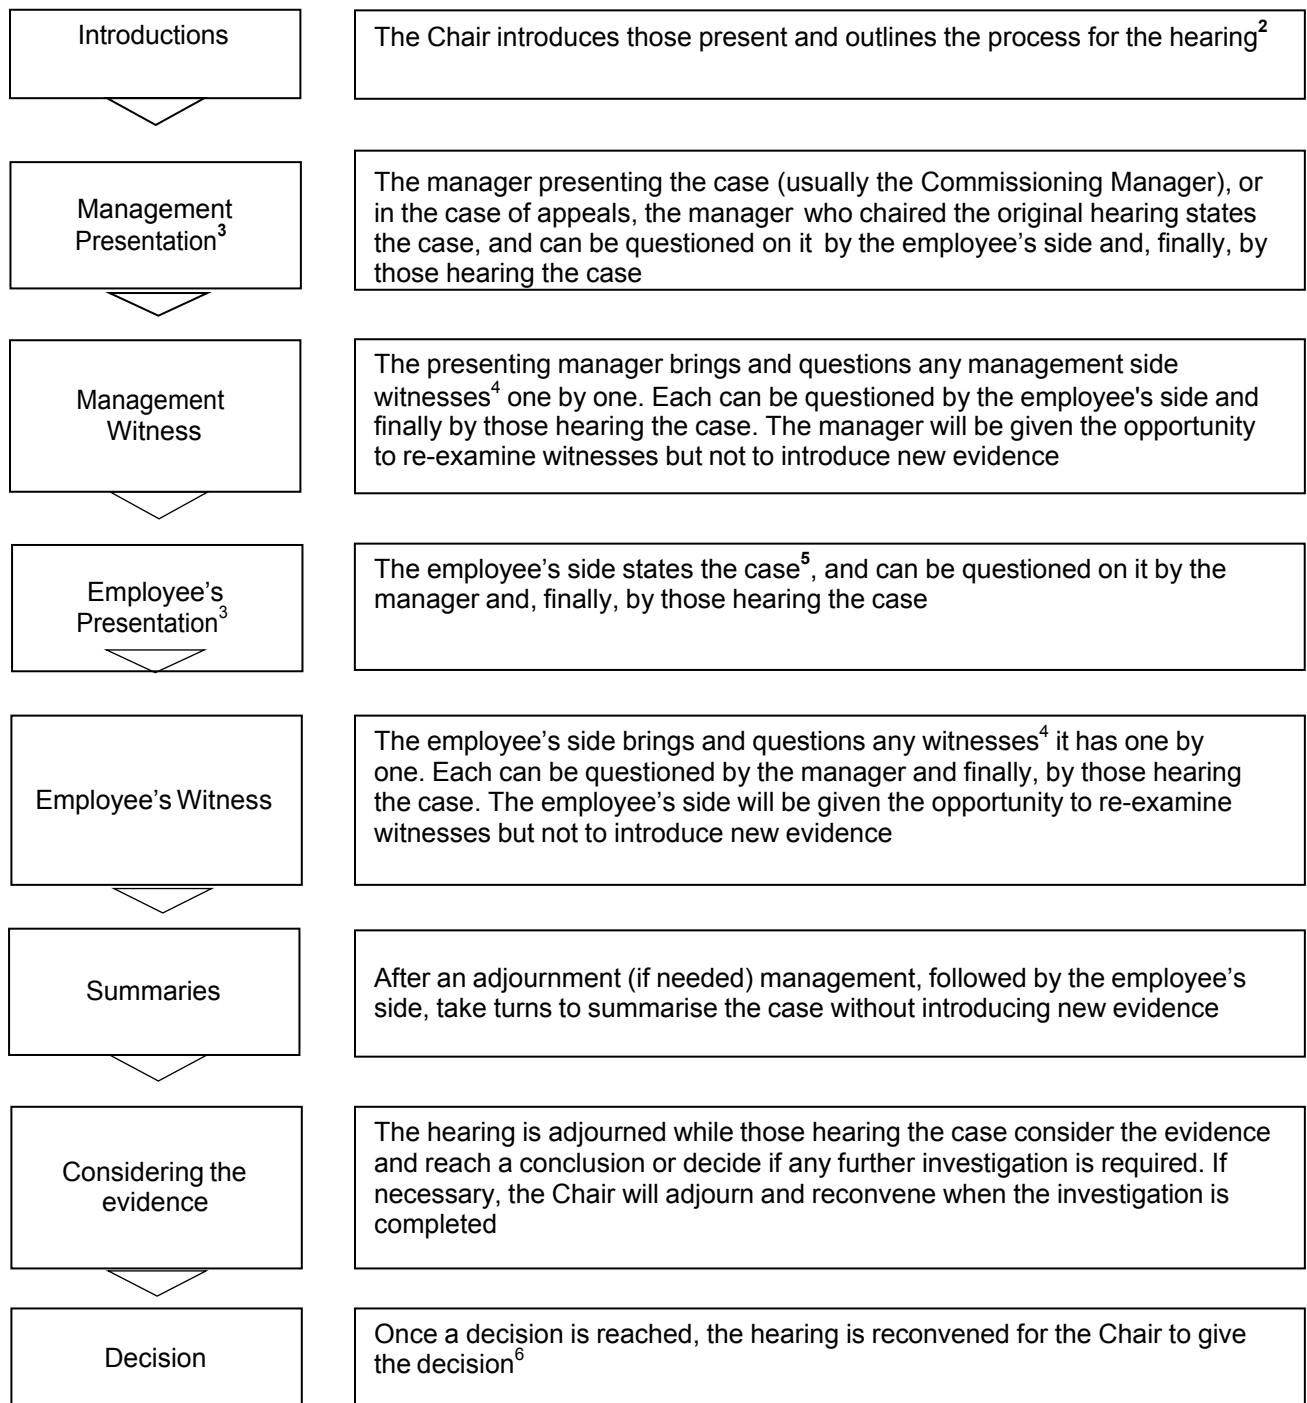 Introductions
The Chair introduces those present and outlines the process for the hearing²
Management
Presentation³
The manager presenting the case (usually the Commissioning Manager), or
in the case of appeals, the manager who chaired the original hearing states
the case, and can be questioned on it by the employee’s side and, finally, by
those hearing the case
Management
Witness
The presenting manager brings and questions any management side
witnesses⁴ one by one. Each can be questioned by the employee's side and
finally by those hearing the case. The manager will be given the opportunity
to re-examine witnesses but not to introduce new evidence
Employee’s
Presentation³
The employee’s side states the case⁵, and can be questioned on it by the
manager and, finally, by those hearing the case
Employee’s Witness
The employee’s side brings and questions any witnesses⁴ it has one by
one. Each can be questioned by the manager and finally, by those hearing
the case. The employee’s side will be given the opportunity to re-examine
witnesses but not to introduce new evidence
Summaries
After an adjournment (if needed) management, followed by the employee’s
side, take turns to summarise the case without introducing new evidence
Considering the
evidence
The hearing is adjourned while those hearing the case consider the evidence
and reach a conclusion or decide if any further investigation is required. If
necessary, the Chair will adjourn and reconvene when the investigation is
completed
Decision
Once a decision is reached, the hearing is reconvened for the Chair to give
the decision⁶